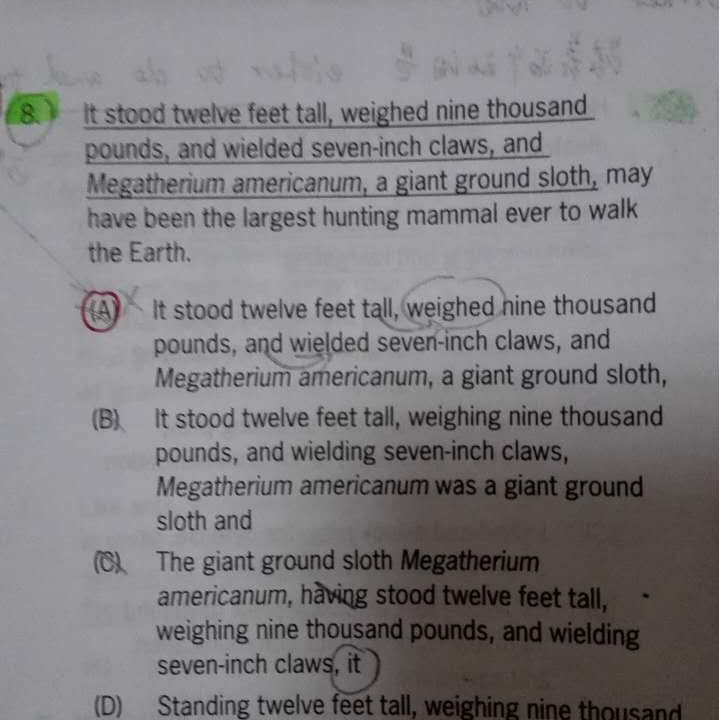 8.
It stood twelve feet tall, weighed nine thousand
pounds, and wielded seven-inch claws, and
Megatherium americanum, a giant ground sloth, may
have been the largest hunting mammal ever to walk
the Earth.
(A) It stood twelve feet tall, weighed nine thousand
pounds, and wielded seven-inch claws, and
Megatherium americanum, a giant ground sloth,
(B) It stood twelve feet tall, weighing nine thousand
pounds, and wielding seven-inch claws,
Megatherium americanum was a giant ground
sloth and
(C) The giant ground sloth Megatherium
americanum, having stood twelve feet tall,
weighing nine thousand pounds, and wielding
seven-inch claws, it
(D) Standing twelve feet tall, weighing nine thousand